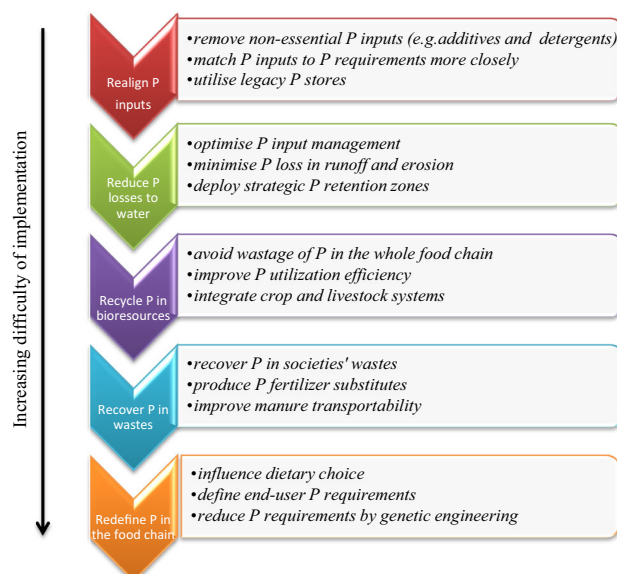 Increasing difficulty of implementation
Realign P
inputs
•remove non-essential P inputs (e.g.additives and detergents)
•match P inputs to P requirements more closely
•utilise legacy P stores
Reduce P
losses to
water
•optimise P input management
•minimise P loss in runoff and erosion
•deploy strategic P retention zones
Recycle P in
bioresources
•avoid wastage of P in the whole food chain
•improve P utilization efficiency
•integrate crop and livestock systems
Recover P in
wastes
•recover P in societies' wastes
•produce P fertilizer substitutes
•improve manure transportability
Redefine P in
the food chain
•influence dietary choice
•define end-user P requirements
•reduce P requirements by genetic engineering